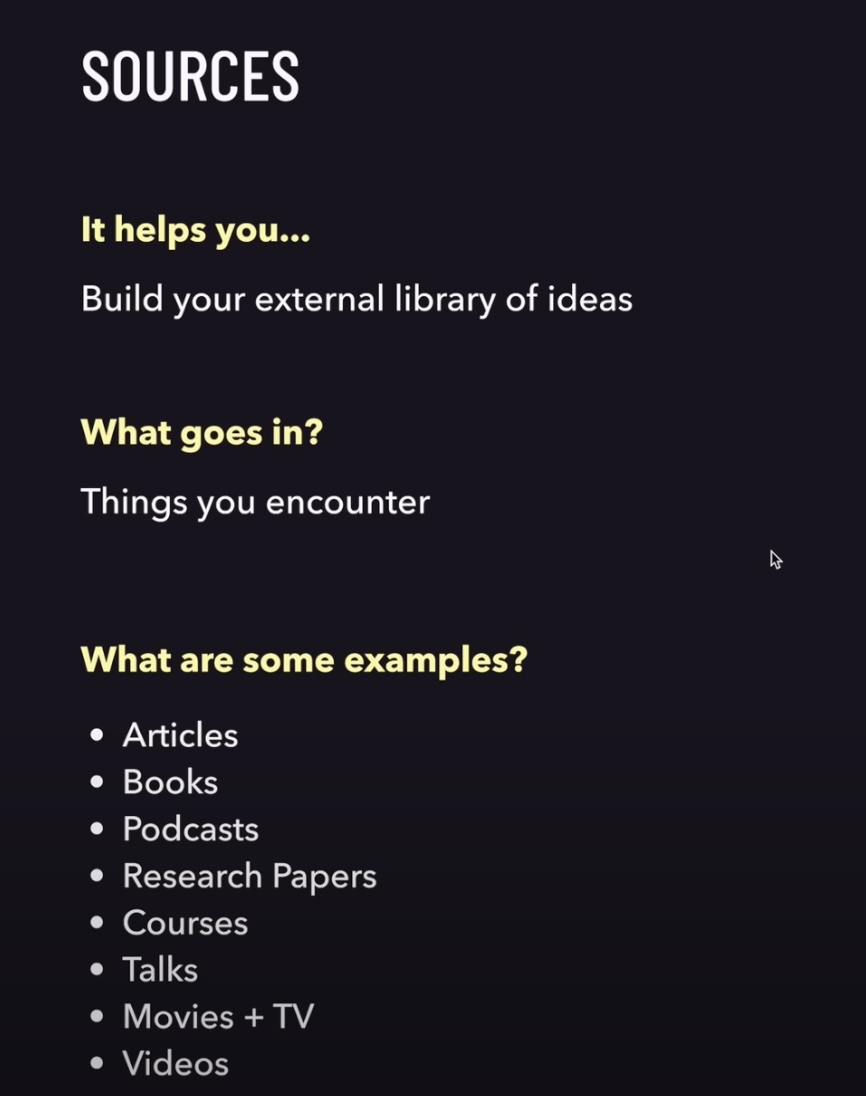 SOURCES
It helps you...
Build your external library of ideas
What goes in?
Things you encounter
What are some examples?
• Articles
• Books
• Podcasts
• Research Papers
• Courses
• Talks
• Movies + TV
• Videos